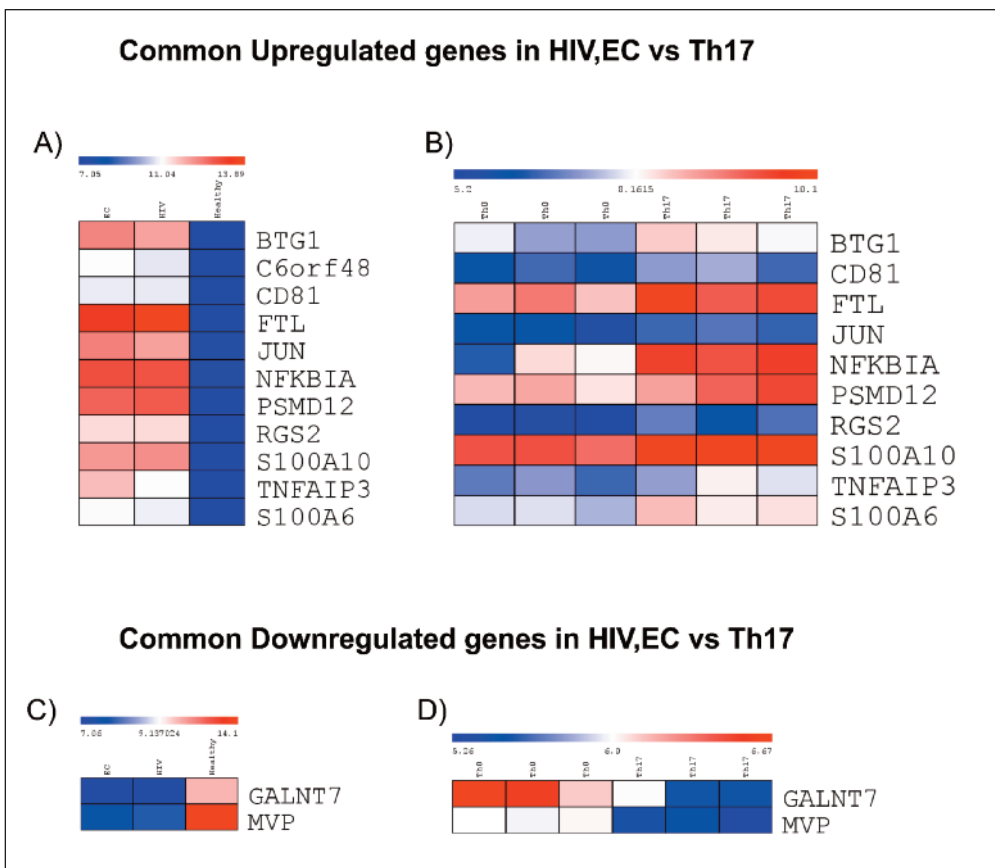 Common Upregulated genes in HIV,EC vs Th17
A)
7.05 11.04 13.89
EC HIV Healthy
BTG1
C6orf48
CD81
FTL
JUN
NFKBIA
PSMD12
RGS2
S100A10
TNFAIP3
S100A6
B)
5.2 8.1615 10.1
Th0 Th0 Th0 Th17 Th17 Th17
BTG1
CD81
FTL
JUN
NFKBIA
PSMD12
RGS2
S100A10
TNFAIP3
S100A6
Common Downregulated genes in HIV,EC vs Th17
C)
7.06 9.137024 14.1
EC HIV Healthy
GALNT7
MVP
D)
5.26 6.0 6.67
Th0 Th0 Th0 Th17 Th17 Th17
GALNT7
MVP